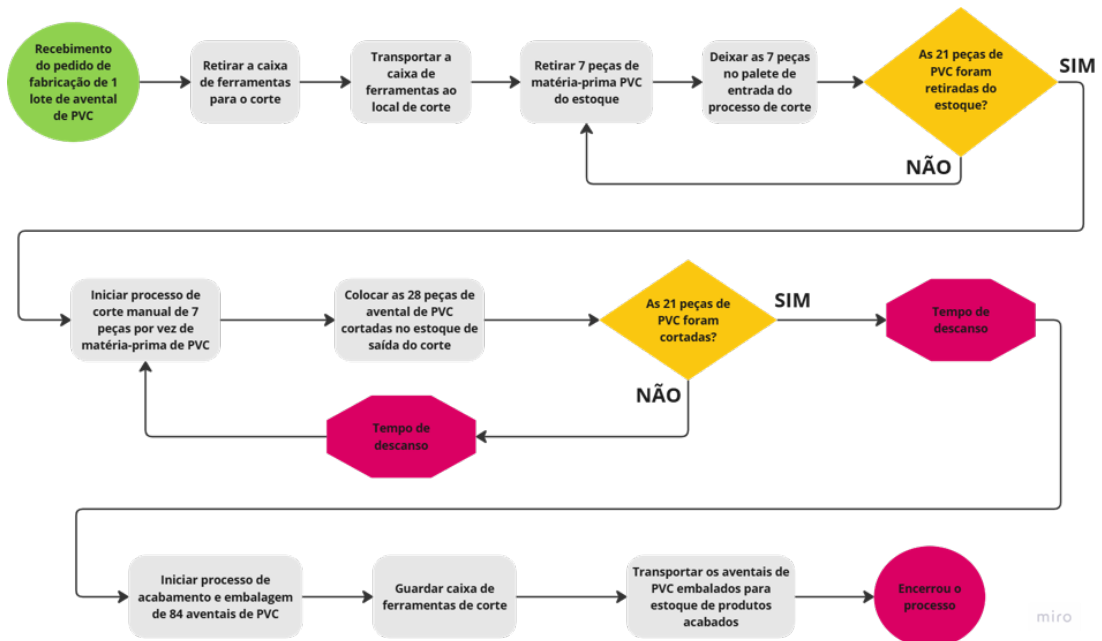 Recebimento
do pedido de
fabricação de 1
lote de avental
de PVC
Retirar a caixa
de ferramentas
para o corte
Transportar a
caixa de
ferramentas ao
local de corte
Retirar 7 peças de
matéria-prima PVC
do estoque
Deixar as 7 peças
no palete de
entrada do
processo de corte
As 21 peças de
PVC foram
retiradas do
estoque?
SIM
NÃO
Iniciar processo de
corte manual de 7
peças por vez de
matéria-prima de PVC
Colocar as 28 peças de
avental de PVC
cortadas no estoque de
saída do corte
As 21 peças de
PVC foram
cortadas?
SIM
Tempo de
descanso
NÃO
Tempo de
descanso
Iniciar processo de
acabamento e embalagem
de 84 aventais de PVC
Guardar caixa de
ferramentas de corte
Transportar os aventais de
PVC embalados para
estoque de produtos
acabados
Encerrou o
processo
miro